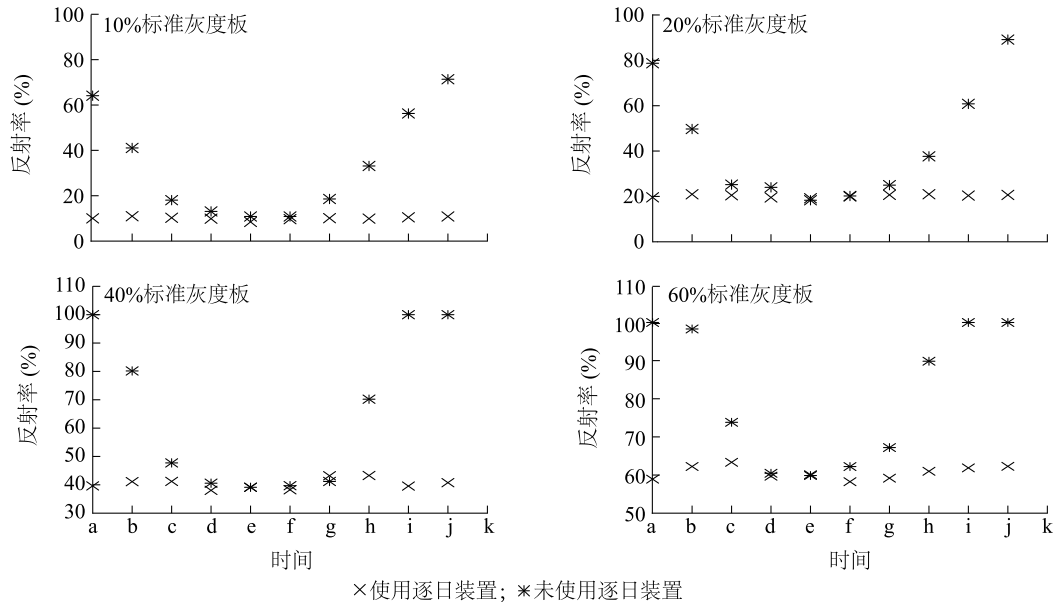 10%标准灰度板
反射率 (%)
100
80
60
40
20
0
20%标准灰度板
反射率 (%)
100
80
60
40
20
0
40%标准灰度板
反射率 (%)
110
100
90
80
70
60
50
40
30
a b c d e f g h i j k
时间
60%标准灰度板
反射率 (%)
110
100
90
80
70
60
50
a b c d e f g h i j k
时间
×使用逐日装置; ⁎未使用逐日装置